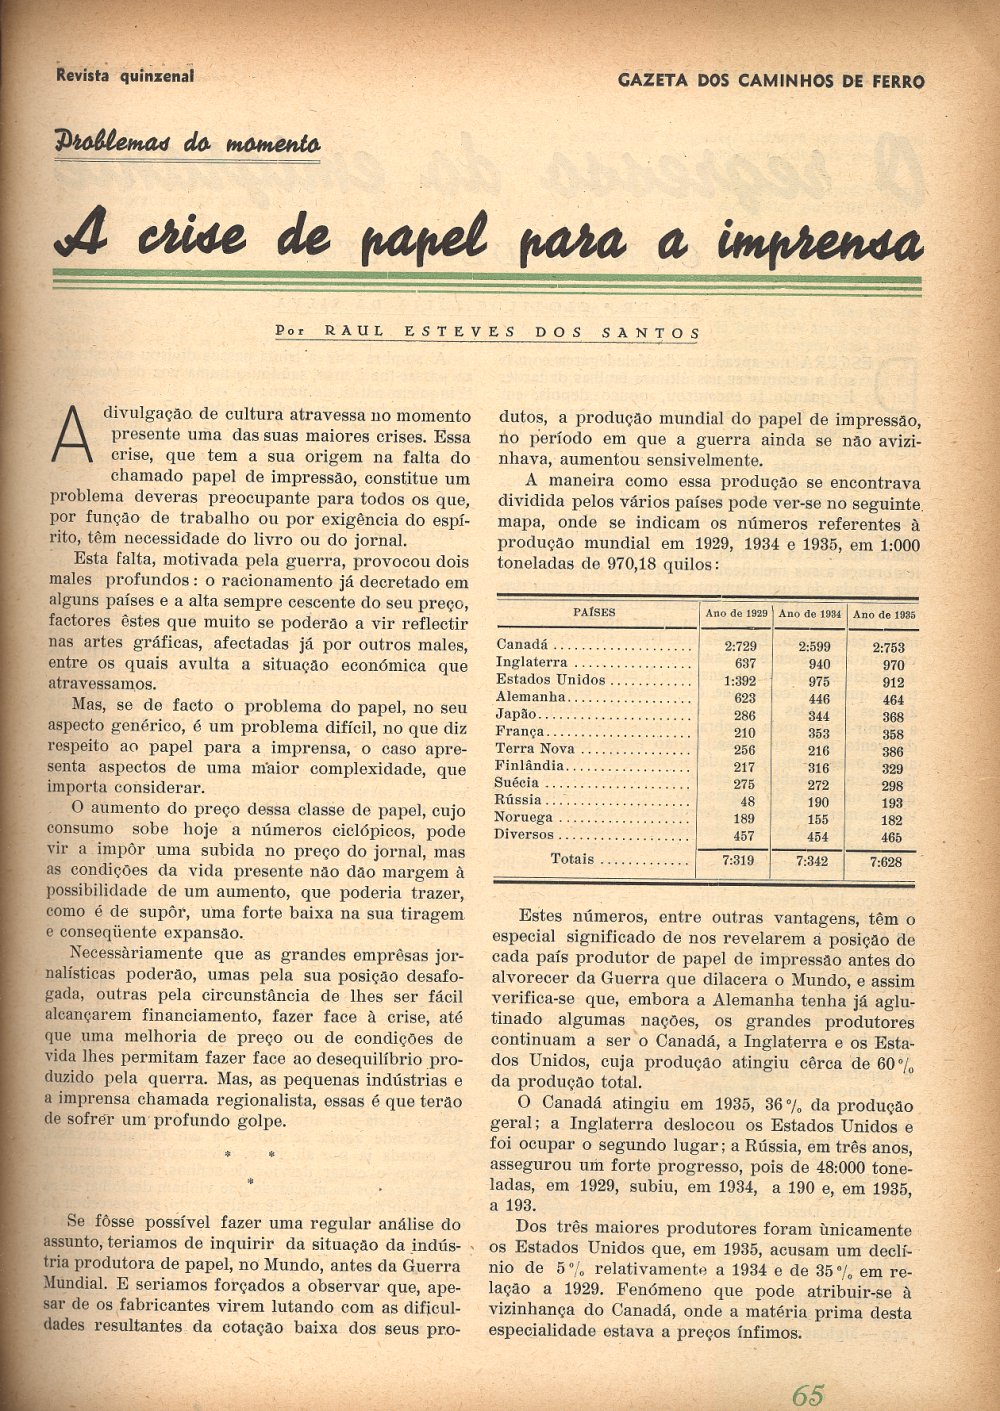 Revista quinzenal
GAZETA DOS CAMINHOS DE FERRO
Problemas do momento
A crise de papel para a imprensa
Por RAUL ESTEVES DOS SANTOS
A divulgação de cultura atravessa no momento
presente uma das suas maiores crises. Essa
crise, que tem a sua origem na falta do
chamado papel de impressão, constitue um
problema deveras preocupante para todos os que,
por função de trabalho ou por exigência do espí-
rito, têm necessidade do livro ou do jornal.
Esta falta, motivada pela guerra, provocou dois
males profundos: o racionamento já decretado em
alguns países e a alta sempre cescente do seu preço,
factores êstes que muito se poderão a vir reflectir
nas artes gráficas, afectadas já por outros males,
entre os quais avulta a situação económica que
atravessamos.
Mas, se de facto o problema do papel, no seu
aspecto genérico, é um problema difícil, no que diz
respeito ao papel para a imprensa, o caso apre-
senta aspectos de uma maior complexidade, que
importa considerar.
O aumento do preço dessa classe de papel, cujo
consumo sobe hoje a números ciclópicos, pode
vir a impôr uma subida no preço do jornal, mas
as condições da vida presente não dão margem à
possibilidade de um aumento, que poderia trazer,
como é de supôr, uma forte baixa na sua tiragem
e conseqüente expansão.
Necessàriamente que as grandes emprêsas jor-
nalísticas poderão, umas pela sua posição desafo-
gada, outras pela circunstância de lhes ser fácil
alcançarem financiamento, fazer face à crise, até
que uma melhoria de preço ou de condições de
vida lhes permitam fazer face ao desequilíbrio pro-
duzido pela querra. Mas, as pequenas indústrias e
a imprensa chamada regionalista, essas é que terão
de sofrer um profundo golpe.
* *
*
Se fôsse possível fazer uma regular análise do
assunto, teriamos de inquirir da situação da indús-
tria produtora de papel, no Mundo, antes da Guerra
Mundial. E seriamos forçados a observar que, ape-
sar de os fabricantes virem lutando com as dificul-
dades resultantes da cotação baixa dos seus pro-
dutos, a produção mundial do papel de impressão,
no período em que a guerra ainda se não avizi-
nhava, aumentou sensivelmente.
A maneira como essa produção se encontrava
dividida pelos vários países pode ver-se no seguinte
mapa, onde se indicam os números referentes à
produção mundial em 1929, 1934 e 1935, em 1:000
toneladas de 970,18 quilos:
PAÍSES Ano de 1929 Ano de 1934 Ano de 1935
Canadá .................... 2:729 2:599 2:753
Inglaterra ................. 637 940 970
Estados Unidos ............ 1:392 975 912
Alemanha.................. 623 446 464
Japão...................... 286 344 368
França..................... 210 353 358
Terra Nova ................ 256 216 386
Finlândia.................. 217 316 329
Suécia ..................... 275 272 298
Rússia..................... 48 190 193
Noruega ................... 189 155 182
Diversos ................... 457 454 465
Totais ............. 7:319 7:342 7:628
Estes números, entre outras vantagens, têm o
especial significado de nos revelarem a posição de
cada país produtor de papel de impressão antes do
alvorecer da Guerra que dilacera o Mundo, e assim
verifica-se que, embora a Alemanha tenha já aglu-
tinado algumas nações, os grandes produtores
continuam a ser o Canadá, a Inglaterra e os Esta-
dos Unidos, cuja produção atingiu cêrca de 60%
da produção total.
O Canadá atingiu em 1935, 36% da produção
geral; a Inglaterra deslocou os Estados Unidos e
foi ocupar o segundo lugar; a Rússia, em três anos,
assegurou um forte progresso, pois de 48:000 tone-
ladas, em 1929, subiu, em 1934, a 190 e, em 1935,
a 193.
Dos três maiores produtores foram ùnicamente
os Estados Unidos que, em 1935, acusam um declí-
nio de 5% relativamente a 1934 e de 35% em re-
lação a 1929. Fenómeno que pode atribuir-se à
vizinhança do Canadá, onde a matéria prima desta
especialidade estava a preços ínfimos.
65